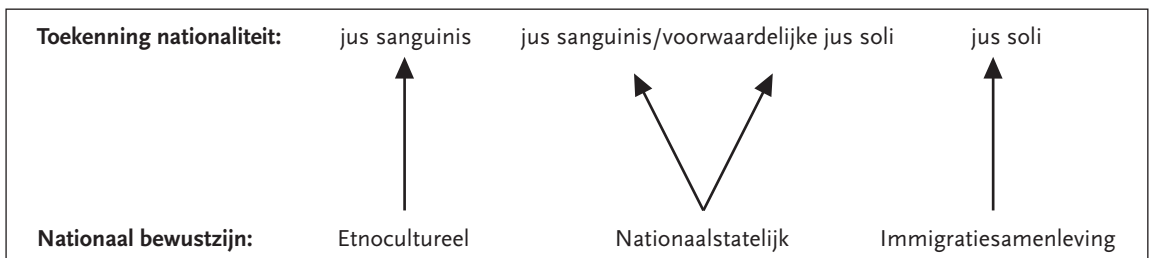 Toekenning nationaliteit: jus sanguinis jus sanguinis/voorwaardelijke jus soli jus soli
Nationaal bewustzijn: Etnocultureel Nationaalstatelijk Immigratiesamenleving